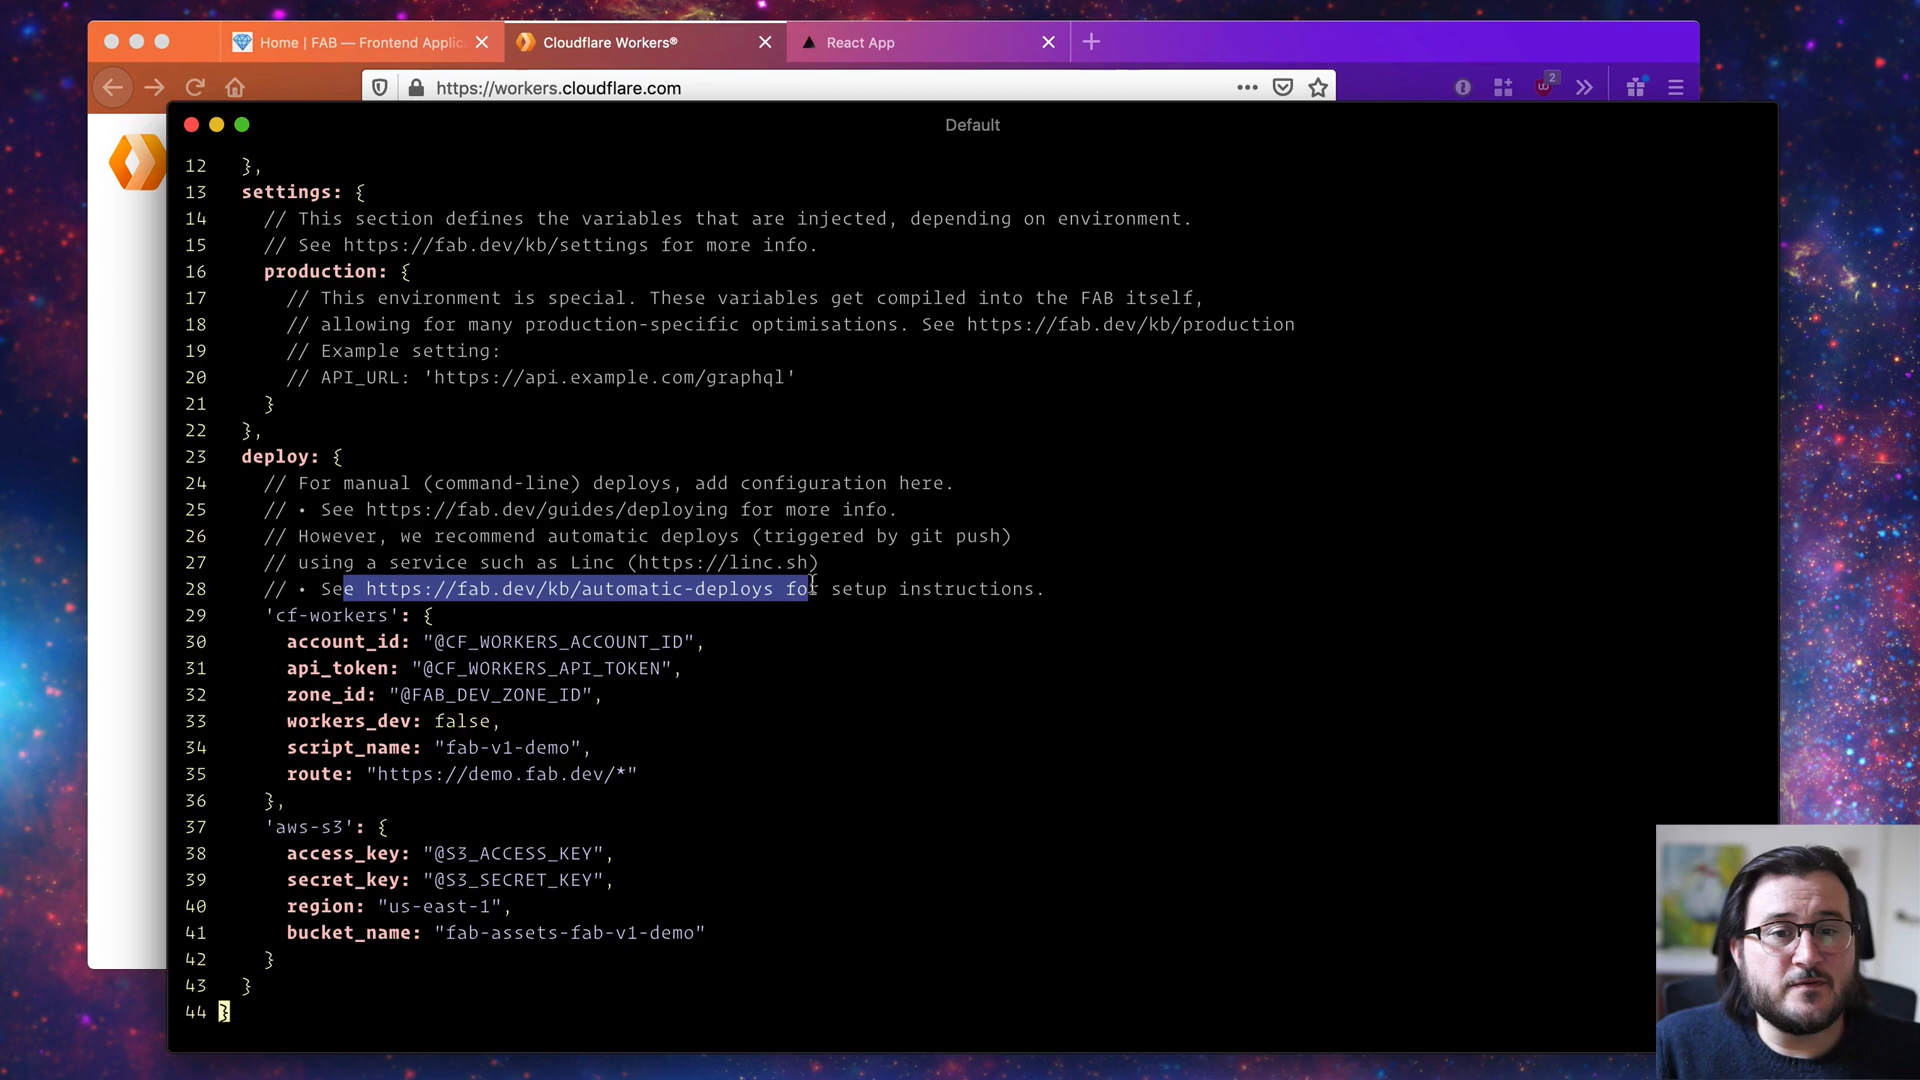 Home | FAB — Frontend Applic
Cloudflare Workers®
React App
https://workers.cloudflare.com
2
Default
12 },
13 settings: {
14 // This section defines the variables that are injected, depending on environment.
15 // See https://fab.dev/kb/settings for more info.
16 production: {
17 // This environment is special. These variables get compiled into the FAB itself,
18 // allowing for many production-specific optimisations. See https://fab.dev/kb/production
19 // Example setting:
20 // API_URL: 'https://api.example.com/graphql'
21 }
22 },
23 deploy: {
24 // For manual (command-line) deploys, add configuration here.
25 // • See https://fab.dev/guides/deploying for more info.
26 // However, we recommend automatic deploys (triggered by git push)
27 // using a service such as Linc (https://linc.sh)
28 // • See https://fab.dev/kb/automatic-deploys for setup instructions.
29 'cf-workers': {
30 account_id: "@CF_WORKERS_ACCOUNT_ID",
31 api_token: "@CF_WORKERS_API_TOKEN",
32 zone_id: "@FAB_DEV_ZONE_ID",
33 workers_dev: false,
34 script_name: "fab-v1-demo",
35 route: "https://demo.fab.dev/*"
36 },
37 'aws-s3': {
38 access_key: "@S3_ACCESS_KEY",
39 secret_key: "@S3_SECRET_KEY",
40 region: "us-east-1",
41 bucket_name: "fab-assets-fab-v1-demo"
42 }
43 }
44 }